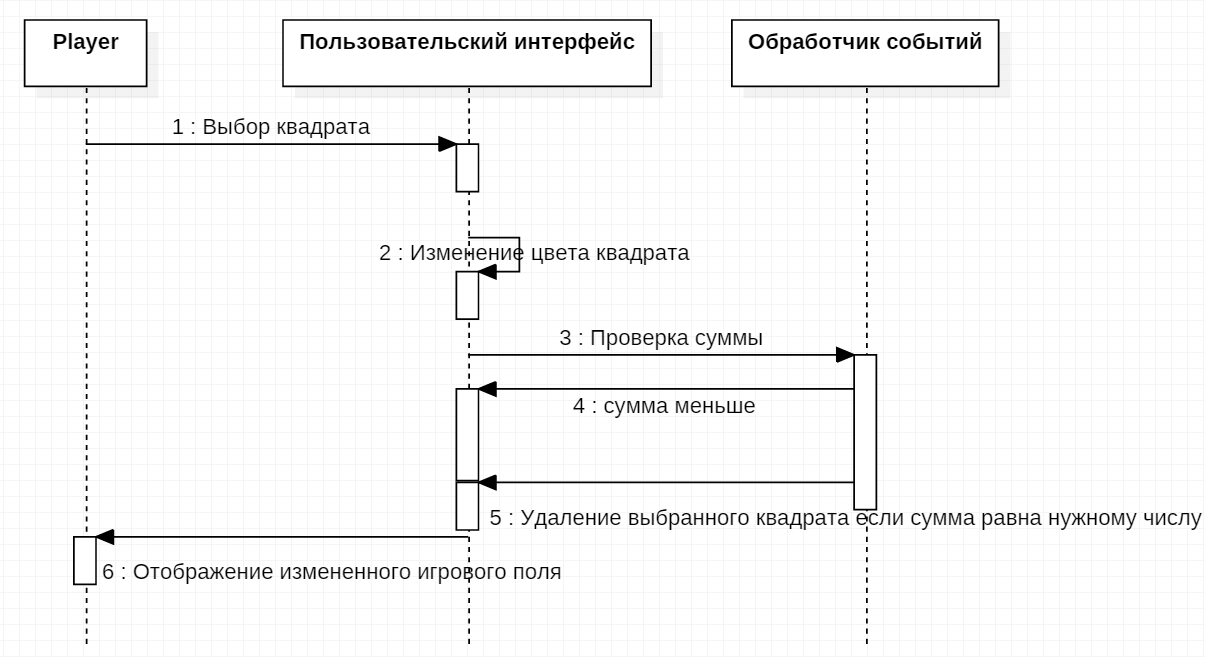 Player
Пользовательский интерфейс
Обработчик событий
1 : Выбор квадрата
2 : Изменение цвета квадрата
3 : Проверка суммы
4 : сумма меньше
5 : Удаление выбранного квадрата если сумма равна нужному числу
6 : Отображение измененного игрового поля